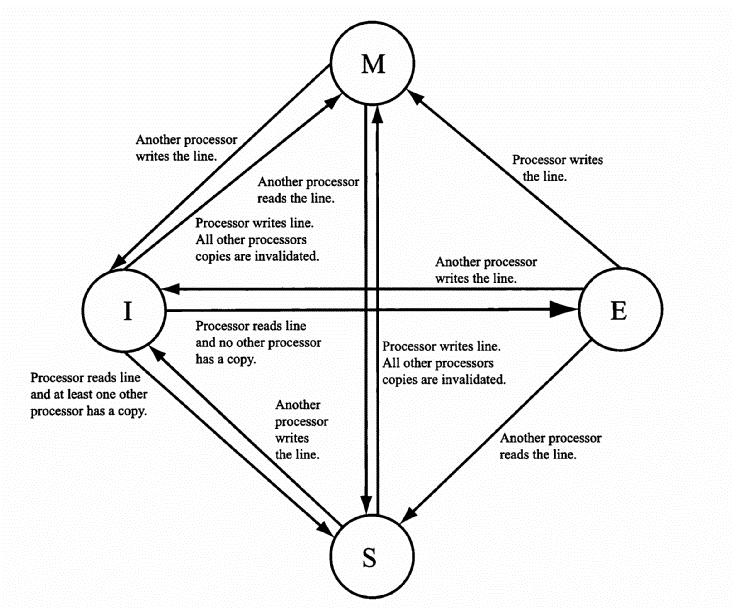 M
Another processor
writes the line.
Processor writes
the line.
Another processor
reads the line.
Processor writes line.
All other processors
copies are invalidated.
Another processor
writes the line.
I
E
Processor reads line
and no other processor
has a copy.
Processor writes line.
All other processors
copies are invalidated.
Processor reads line
and at least one other
processor has a copy.
Another
processor
writes
the line.
Another processor
reads the line.
S